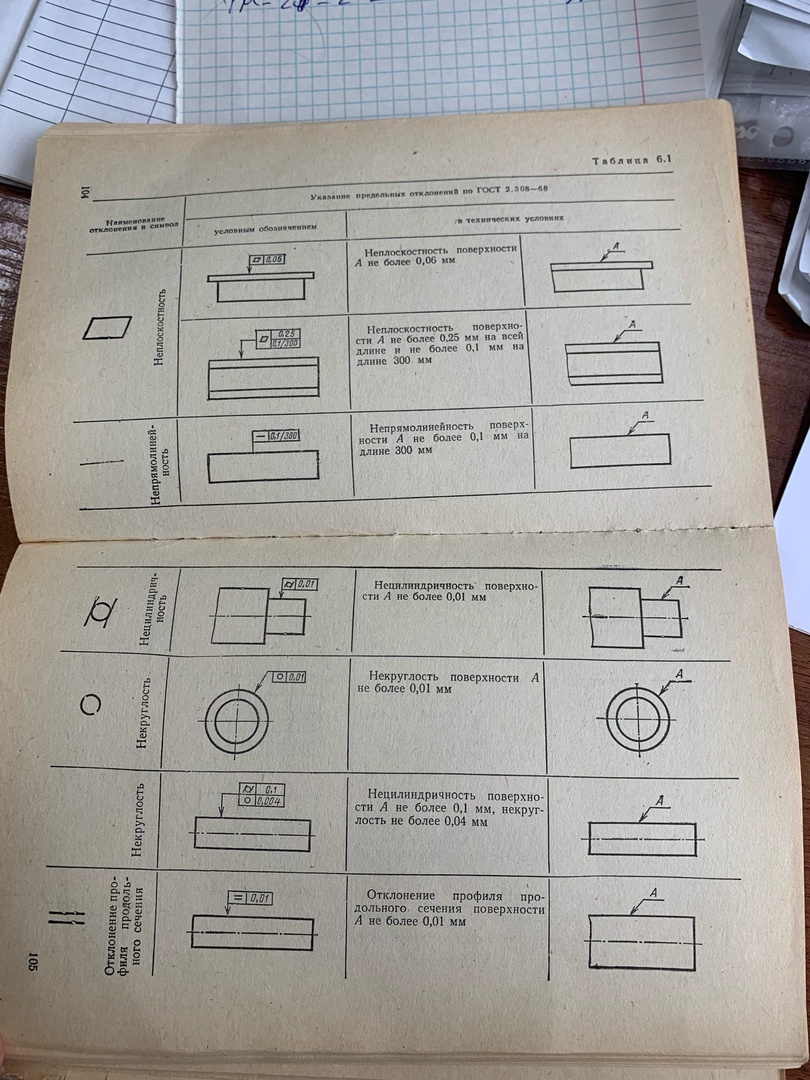 Таблица 6.1
104
Наименование
отклонения и символ
Указание предельных отклонений по ГОСТ 2.308—68
условным обозначением
в технических условиях
Неплоскостность
0,06
Неплоскостность поверхности
А не более 0,06 мм
А
0,25
0,1/300
Неплоскостность поверхно-
сти А не более 0,25 мм на всей
длине и не более 0,1 мм на
длине 300 мм
А
Непрямолиней-
ность
0,1/300
Непрямолинейность поверх-
ности А не более 0,1 мм на
длине 300 мм
А
Нецилиндрич-
ность
0,01
Нецилиндричность поверхно-
сти А не более 0,01 мм
А
Некруглость
0,01
Некруглость поверхности А
не более 0,01 мм
А
Некруглость
0,1
0,004
Нецилиндричность поверхно-
сти А не более 0,1 мм, некруг-
лость не более 0,04 мм
А
Отклонение про-
филя продоль-
ного сечения
0,01
Отклонение профиля про-
дольного сечения поверхности
А не более 0,01 мм
А
105